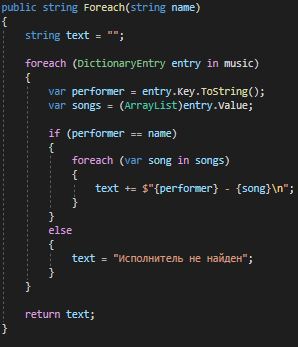 public string Foreach(string name)
{
    string text = "";

    foreach (DictionaryEntry entry in music)
    {
        var performer = entry.Key.ToString();
        var songs = (ArrayList)entry.Value;

        if (performer == name)
        {
            foreach (var song in songs)
            {
                text += $"{performer} - {song}\n";
            }
        }
        else
        {
            text = "Исполнитель не найден";
        }
    }

    return text;
}